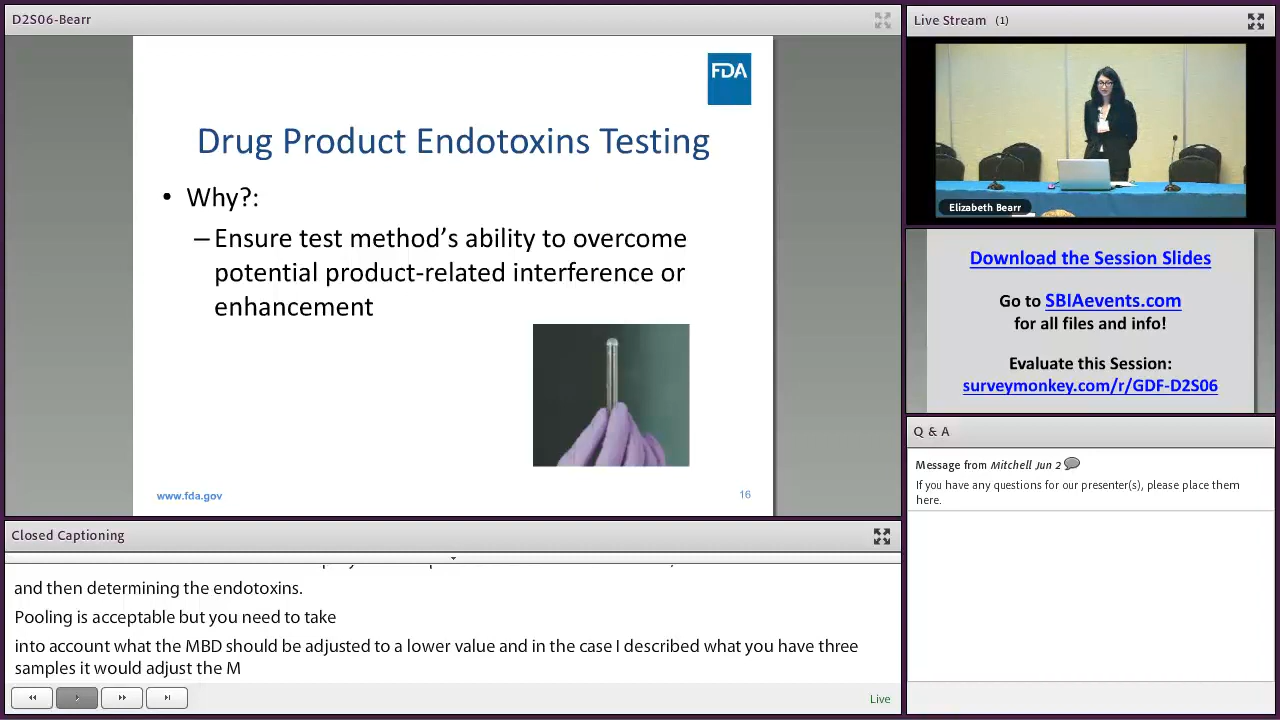 D2S06-Bearr
FDA
Drug Product Endotoxins Testing
• Why?:
– Ensure test method's ability to overcome
potential product-related interference or
enhancement
www.fda.gov
16
Closed Captioning
and then determining the endotoxins.
Pooling is acceptable but you need to take
into account what the MBD should be adjusted to a lower value and in the case I described what you have three
samples it would adjust the M
Live
Live Stream (1)
Elizabeth Bearr
Download the Session Slides
Go to SBIAevents.com
for all files and info!
Evaluate this Session:
surveymonkey.com/r/GDF-D2S06
Q & A
Message from Mitchell Jun 2
If you have any questions for our presenter(s), please place them
here.